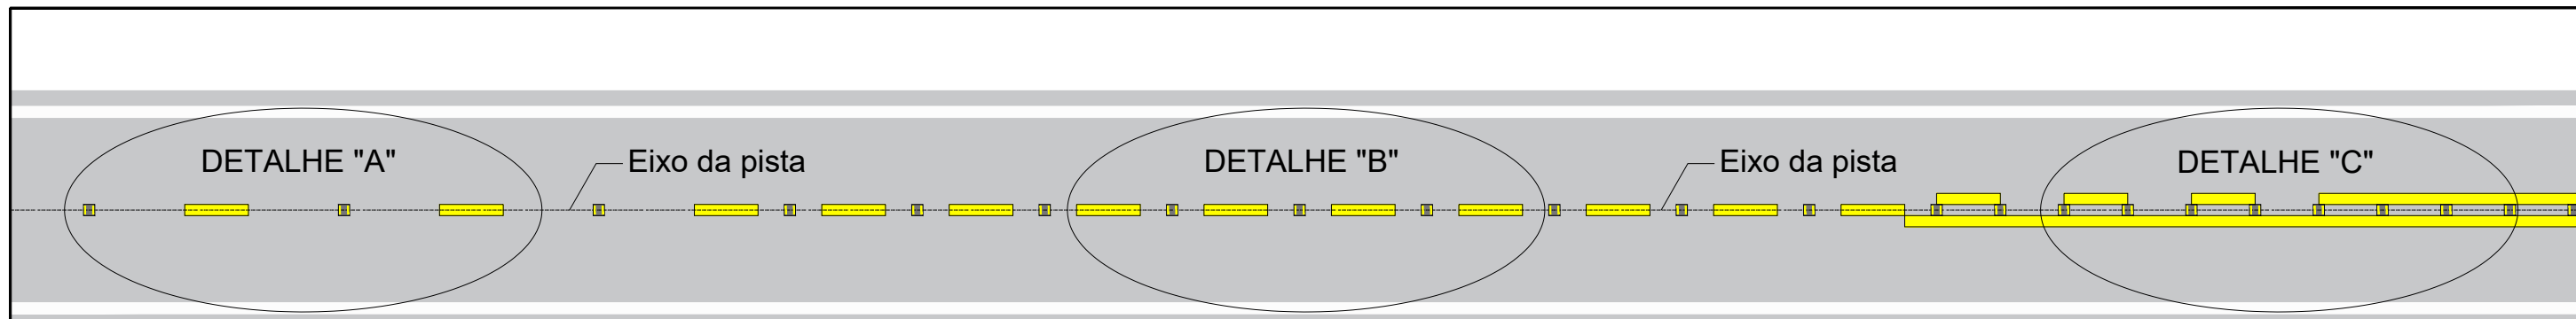 DETALHE "A"
Eixo da pista
DETALHE "B"
Eixo da pista
DETALHE "C"